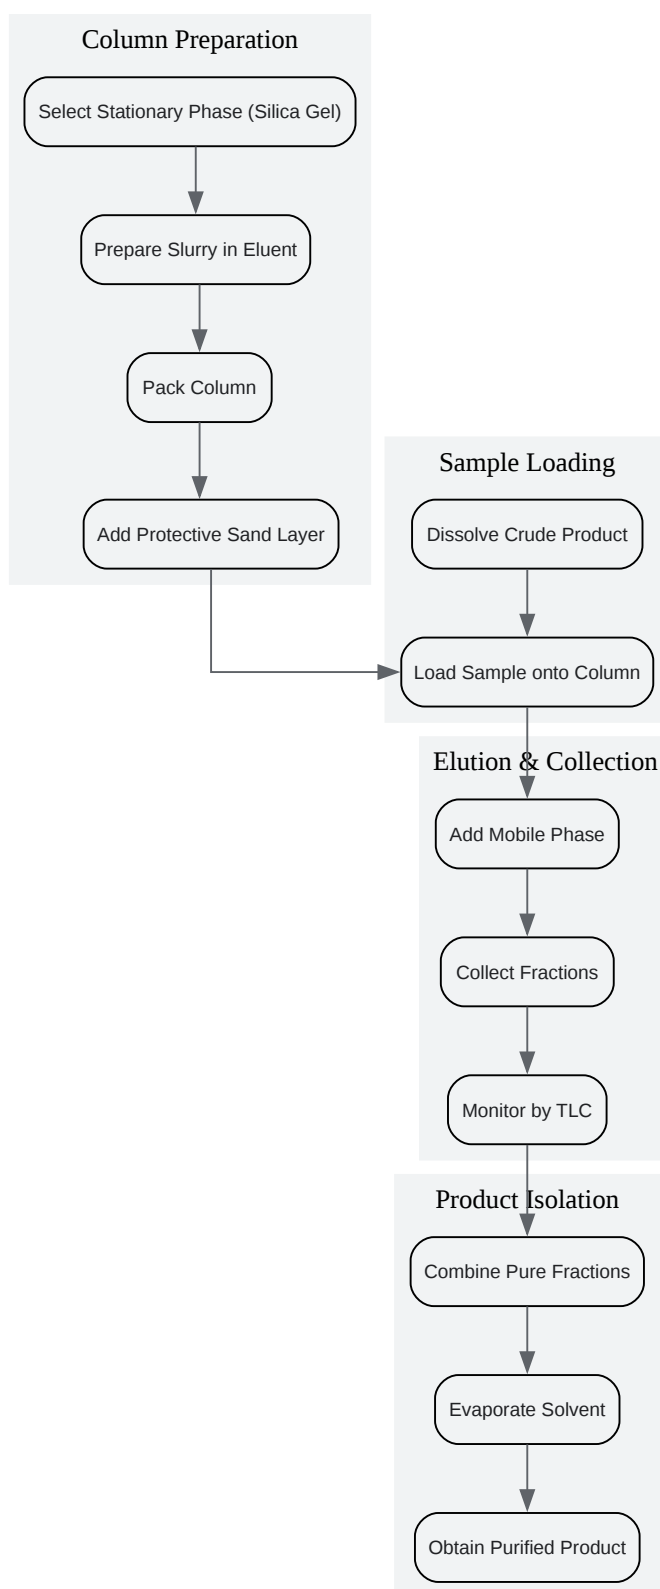 Column Preparation
Select Stationary Phase (Silica Gel)
Prepare Slurry in Eluent
Pack Column
Add Protective Sand Layer
Sample Loading
Dissolve Crude Product
Load Sample onto Column
Elution & Collection
Add Mobile Phase
Collect Fractions
Monitor by TLC
Product Isolation
Combine Pure Fractions
Evaporate Solvent
Obtain Purified Product